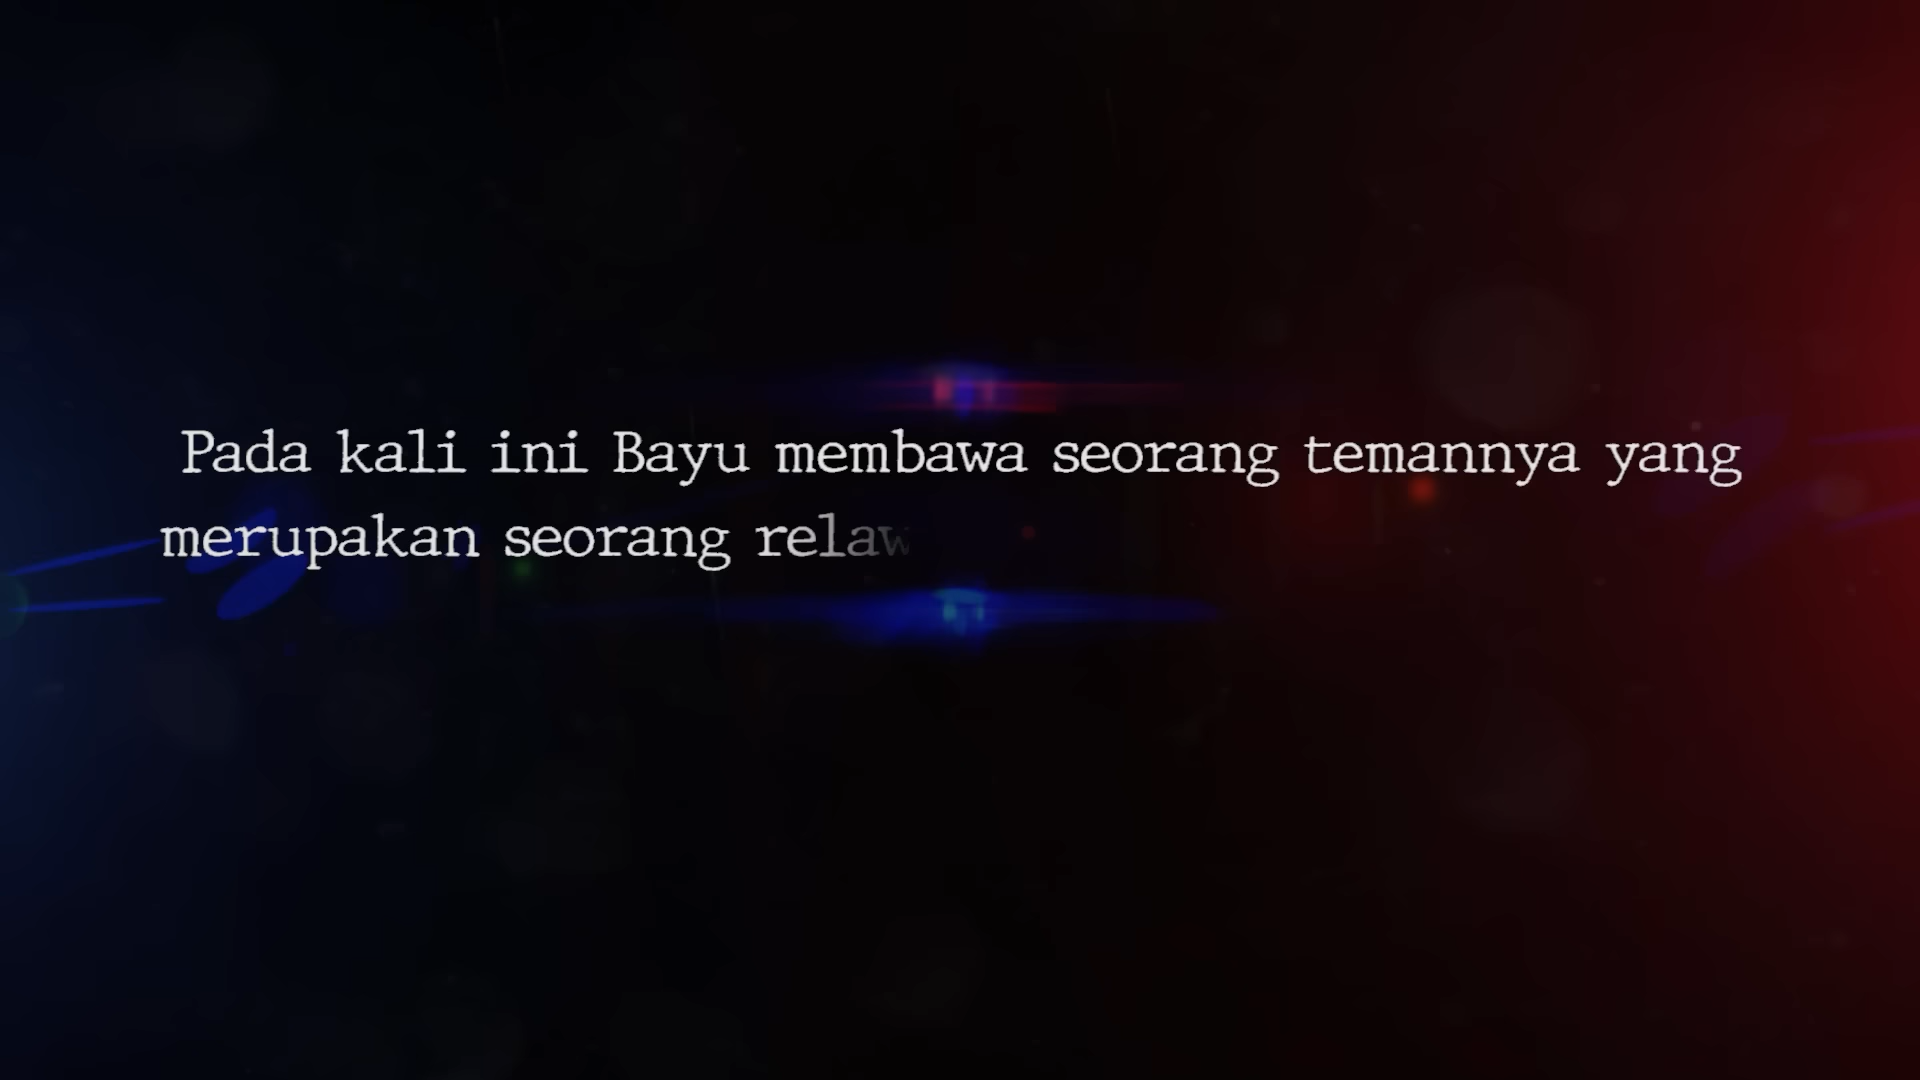 Pada kali ini Bayu membawa seorang temannya yang
merupakan seorang relaw